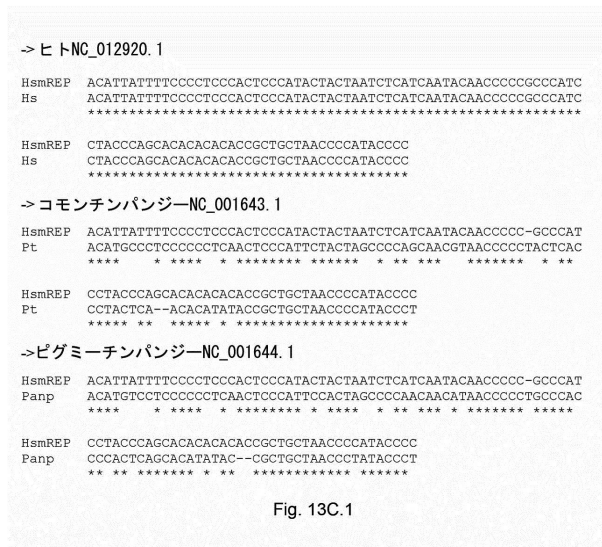 -> ヒトNC_012920.1
HsmREP ACATTATTTTCCCCTCCCACTCCCATACTACTAATCTCATCAATACAACCCCCGCCCATC
Hs ACATTATTTTCCCCTCCCACTCCCATACTACTAATCTCATCAATACAACCCCCGCCCATC
************************************************************
HsmREP CTACCCAGCACACACACACCGCTGCTAACCCCATACCCC
Hs CTACCCAGCACACACACACCGCTGCTAACCCCATACCCC
***************************************
-> コモンチンパンジーNC_001643.1
HsmREP ACATTATTTTCCCCTCCCACTCCCATACTACTAATCTCATCAATACAACCCCC-GCCCAT
Pt ACATGCCCTCCCCCCTCAACTCCCATTCTACTAGCCCCAGCAACGTAACCCCCTACTCAC
**** * **** * ******** ****** * ** *** ******* * **
HsmREP CCTACCCAGCACACACACACCGCTGCTAACCCCATACCCC
Pt CCTACTCA--ACACATATACCGCTGCTAACCCCATACCCT
***** ** ***** * *********************
->ピグミーチンパンジーNC_001644.1
HsmREP ACATTATTTTCCCCTCCCACTCCCATACTACTAATCTCATCAATACAACCCCC-GCCCAT
Panp ACATGTCCTCCCCCCTCAACTCCCATTCCACTAGCCCCAACAACATAACCCCCTGCCCAC
**** * **** * ******** * **** * ** *** * ******* *****
HsmREP CCTACCCAGCACACACACACCGCTGCTAACCCCATACCCC
Panp CCCACTCAGCACATATAC--CGCTGCTAACCCTATACCCT
** ** ******* * ** ************ ******
Fig. 13C.1